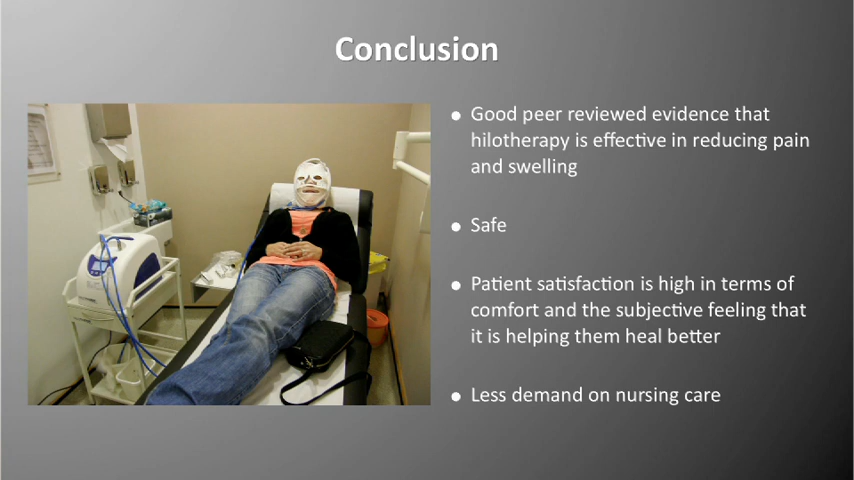 Conclusion
● Good peer reviewed evidence that
hilotherapy is effective in reducing pain
and swelling
● Safe
● Patient satisfaction is high in terms of
comfort and the subjective feeling that
it is helping them heal better
● Less demand on nursing care